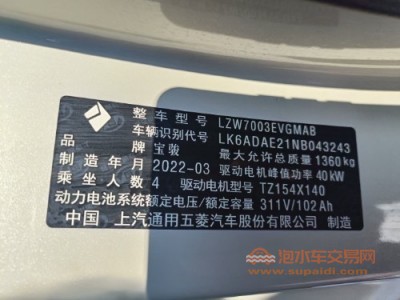 整车型号 LZW7003EVGMAB
车辆识别代号 LK6ADAE21NB043243
品牌 宝骏 最大允许总质量 1360kg
制造年月 2022-03 驱动电机峰值功率 40kW
乘坐人数 4 驱动电机型号 TZ154X140
动力电池系统额定电压/额定容量 311V/102Ah
中国 上汽通用五菱汽车股份有限公司 制造
泡水车交易网
www.supaidi.com